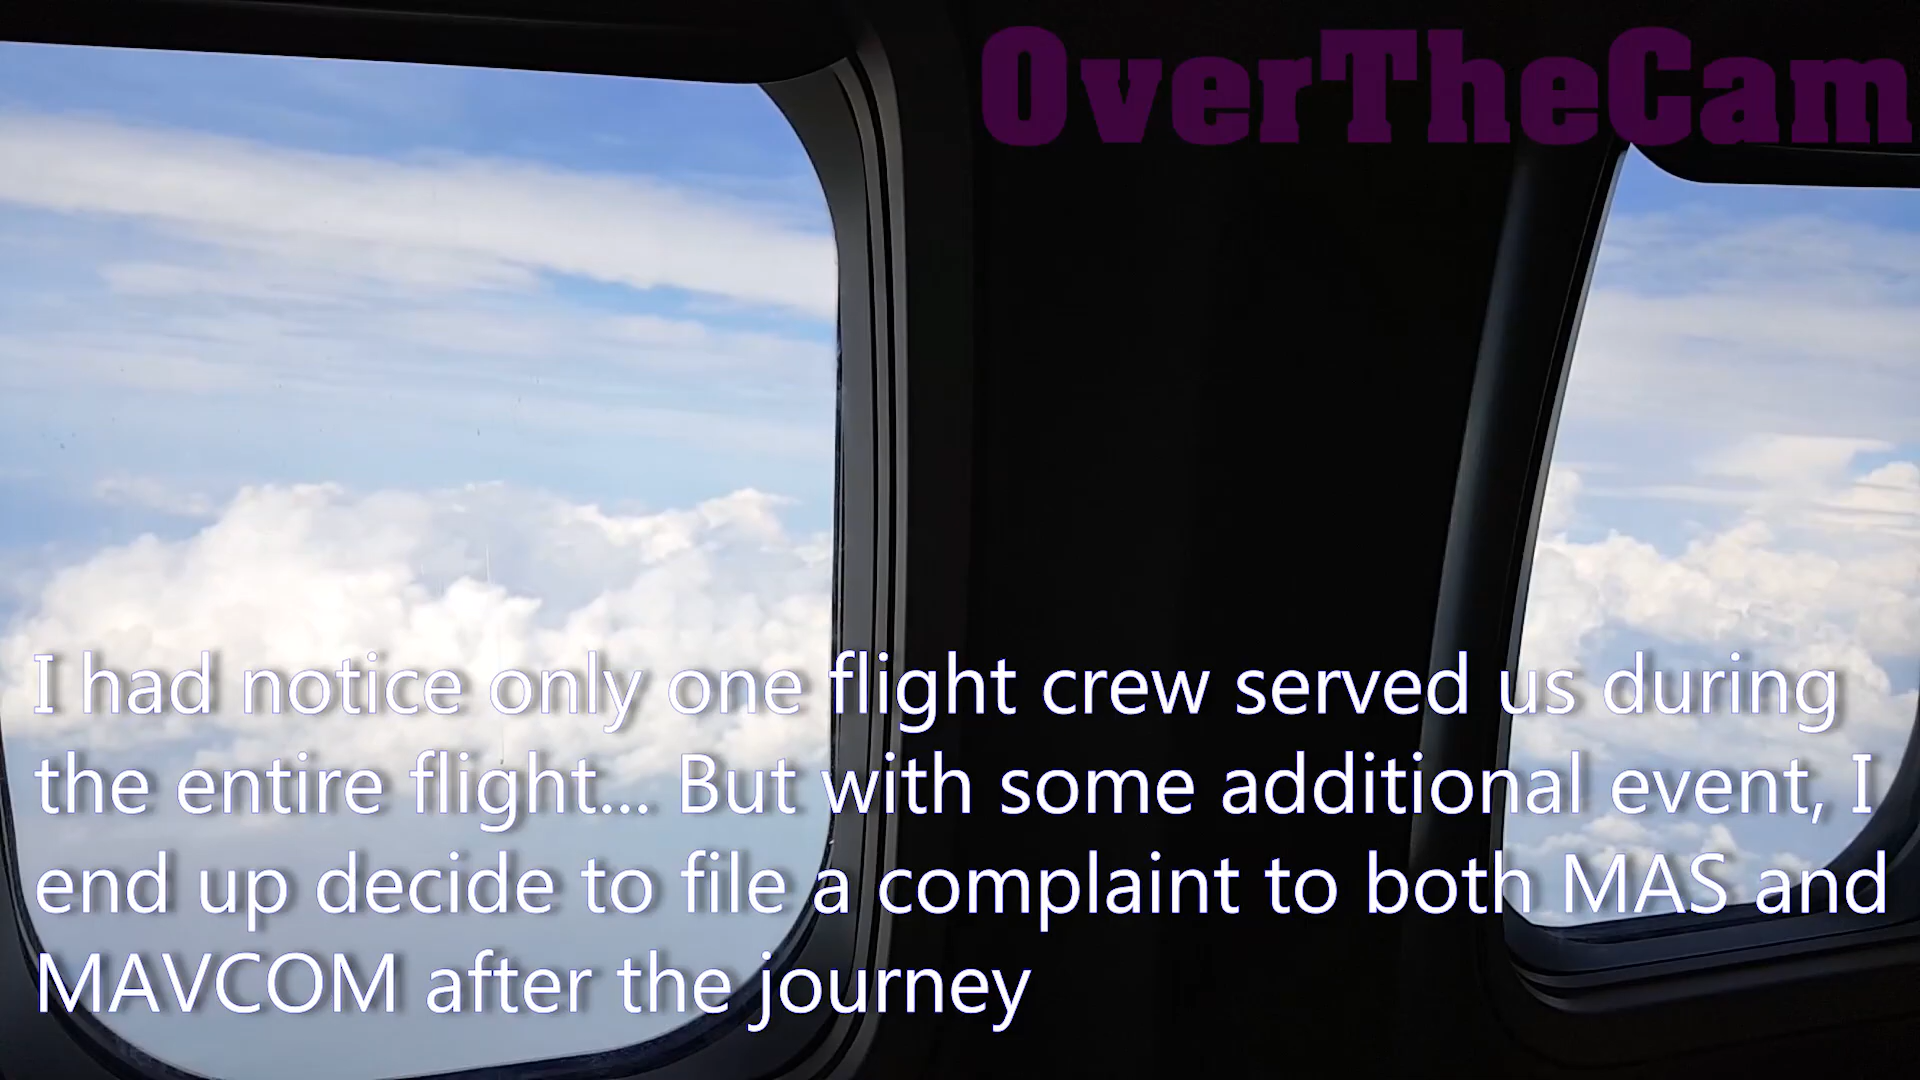 OverTheCam
I had notice only one flight crew served us during
the entire flight... But with some additional event, I
end up decide to file a complaint to both MAS and
MAVCOM after the journey